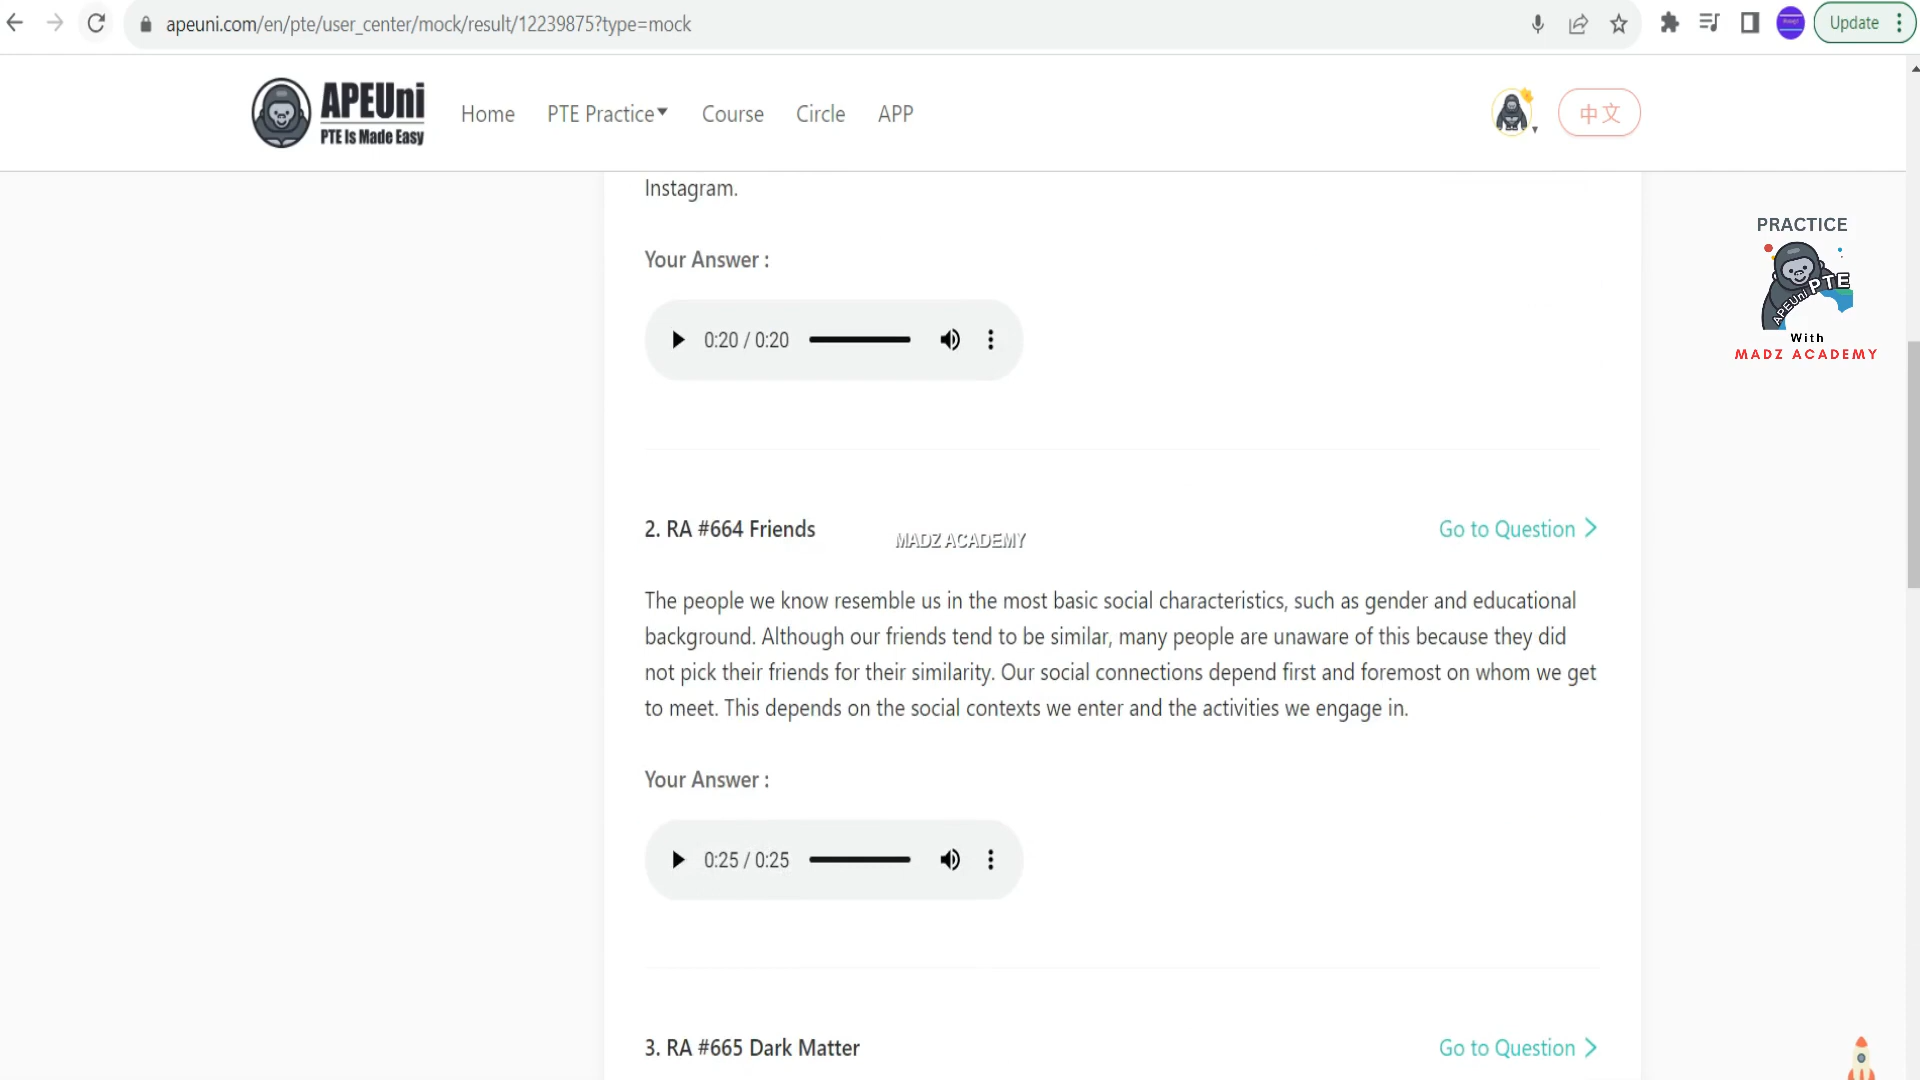 apeuni.com/en/pte/user_center/mock/result/12239875?type=mock
Update
APEUni
PTE Is Made Easy
Home
PTE Practice
Course
Circle
APP
中文
Instagram.
PRACTICE
APEUni PTE
With
MADZ ACADEMY
Your Answer :
0:20 / 0:20
2. RA #664 Friends
MADZ ACADEMY
Go to Question
The people we know resemble us in the most basic social characteristics, such as gender and educational
background. Although our friends tend to be similar, many people are unaware of this because they did
not pick their friends for their similarity. Our social connections depend first and foremost on whom we get
to meet. This depends on the social contexts we enter and the activities we engage in.
Your Answer :
0:25 / 0:25
3. RA #665 Dark Matter
Go to Question